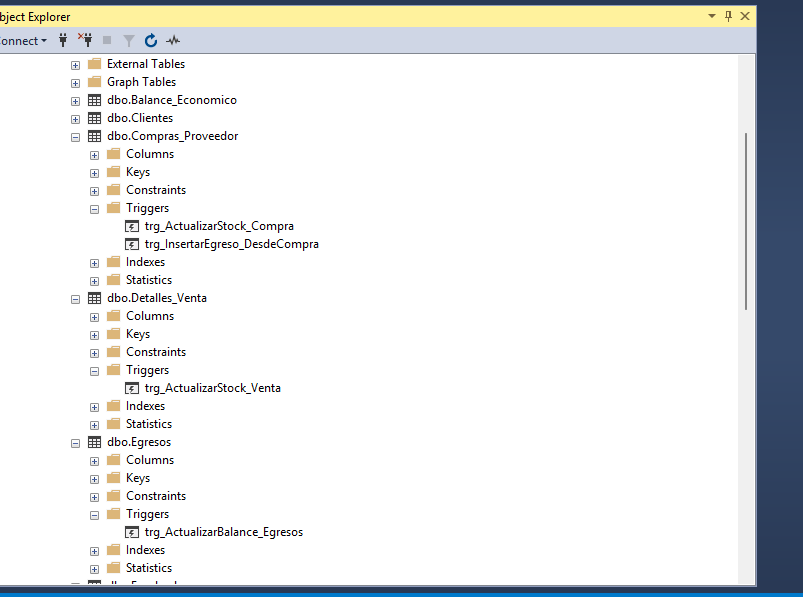 bject Explorer
onnect
External Tables
Graph Tables
dbo.Balance_Economico
dbo.Clientes
dbo.Compras_Proveedor
Columns
Keys
Constraints
Triggers
trg_ActualizarStock_Compra
trg_InsertarEgreso_DesdeCompra
Indexes
Statistics
dbo.Detalles_Venta
Columns
Keys
Constraints
Triggers
trg_ActualizarStock_Venta
Indexes
Statistics
dbo.Egresos
Columns
Keys
Constraints
Triggers
trg_ActualizarBalance_Egresos
Indexes
Statistics